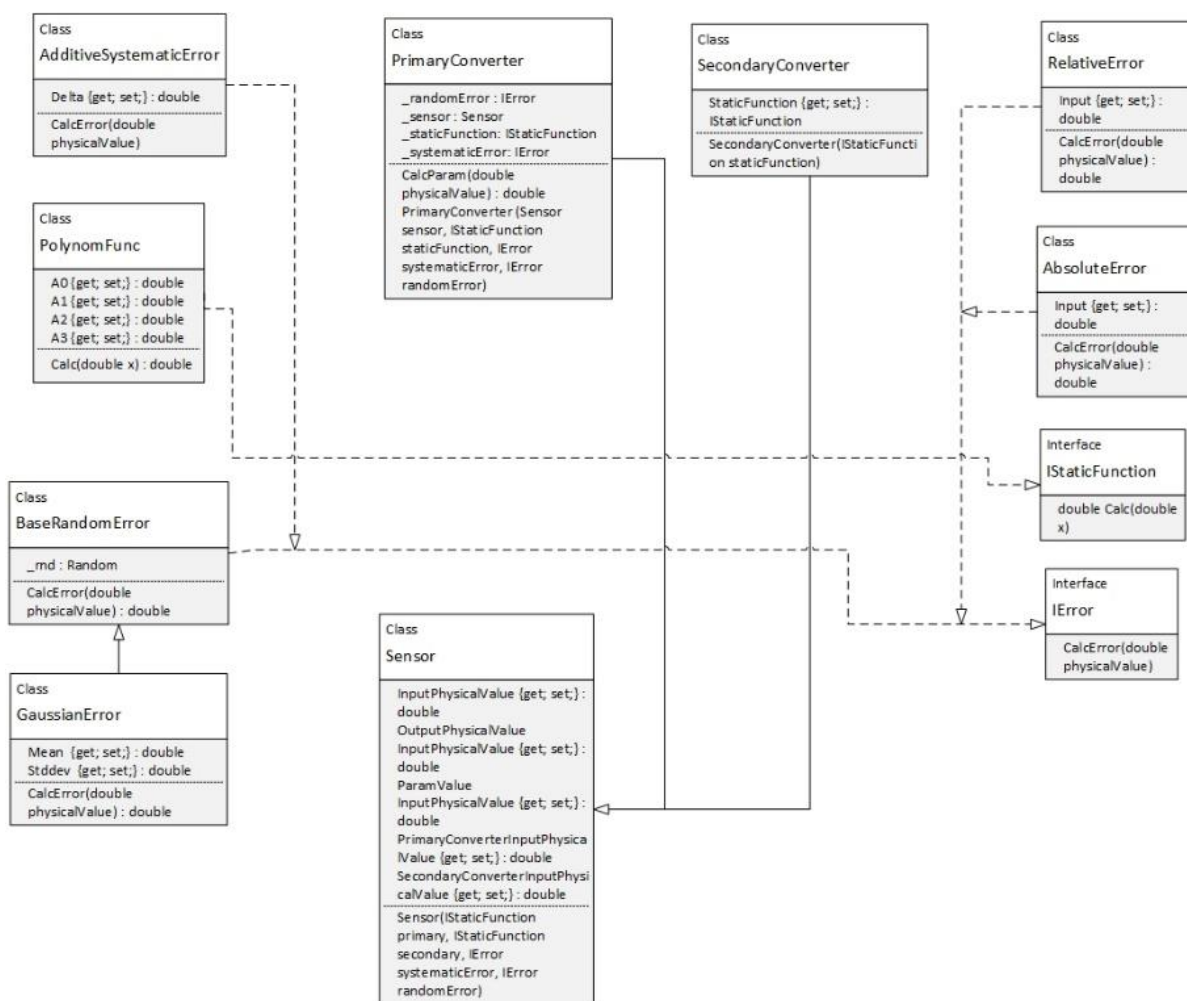 Class
AdditiveSystematicError
Delta {get; set;} : double
CalcError(double
physicalValue)
Class
PolynomFunc
A0 {get; set;} : double
A1 {get; set;} : double
A2 {get; set;} : double
A3 {get; set;} : double
Calc(double x) : double
Class
BaseRandomError
_rnd : Random
CalcError(double
physicalValue) : double
Class
GaussianError
Mean {get; set;} : double
Stddev {get; set;} : double
CalcError(double
physicalValue) : double
Class
PrimaryConverter
_randomError : IError
_sensor : Sensor
_staticFunction: IStaticFunction
_systematicError: IError
CalcParam(double
physicalValue) : double
PrimaryConverter(Sensor
sensor, IStaticFunction
staticFunction, IError
systematicError, IError
randomError)
Class
Sensor
InputPhysicalValue {get; set;} :
double
OutputPhysicalValue
InputPhysicalValue {get; set;} :
double
ParamValue
InputPhysicalValue {get; set;} :
double
PrimaryConverterInputPhysica
lValue {get; set;} : double
SecondaryConverterInputPhysi
calValue {get; set;} : double
Sensor(IStaticFunction
primary, IStaticFunction
secondary, IError
systematicError, IError
randomError)
Class
SecondaryConverter
StaticFunction {get; set;} :
IStaticFunction
SecondaryConverter(IStaticFuncti
on staticFunction)
Class
RelativeError
Input {get; set;} :
double
CalcError(double
physicalValue) :
double
Class
AbsoluteError
Input {get; set;} :
double
CalcError(double
physicalValue) :
double
Interface
IStaticFunction
double Calc(double
x)
Interface
IError
CalcError(double
physicalValue)